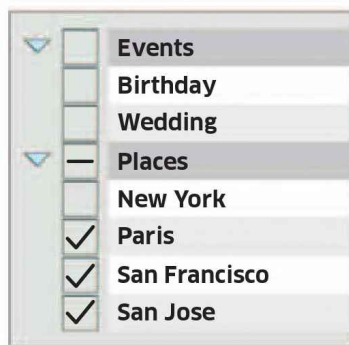 Events
Birthday
Wedding
Places
New York
Paris
San Francisco
San Jose